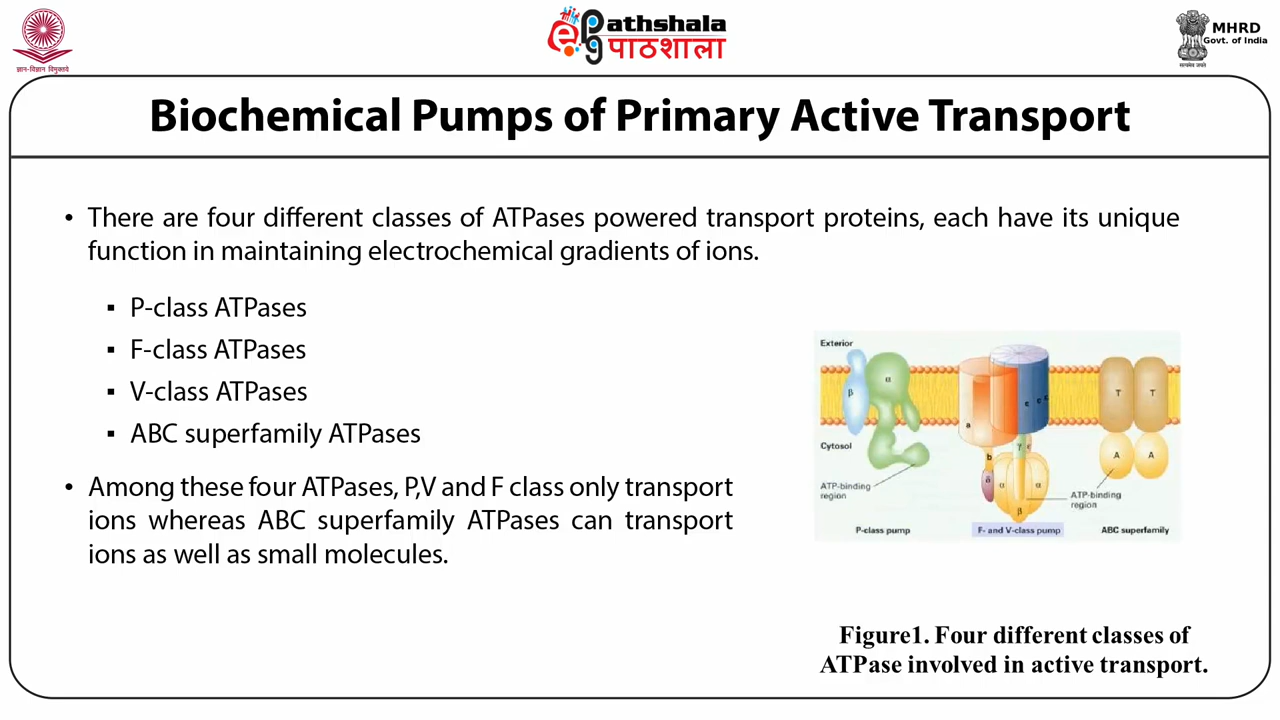 ज्ञान-विज्ञान विमुक्तये
ePathshala
पाठशाला
MHRD
Govt. of India
सत्यमेव जयते
Biochemical Pumps of Primary Active Transport
• There are four different classes of ATPases powered transport proteins, each have its unique
function in maintaining electrochemical gradients of ions.
▪ P-class ATPases
▪ F-class ATPases
▪ V-class ATPases
▪ ABC superfamily ATPases
• Among these four ATPases, P,V and F class only transport
ions whereas ABC superfamily ATPases can transport
ions as well as small molecules.
Exterior
β
α
a
c c c
T
T
Cytosol
γ ε
b
δ
α
α
β
A
A
ATP-binding
region
ATP-binding
region
P-class pump
F- and V-class pump
ABC superfamily
Figure1. Four different classes of
ATPase involved in active transport.